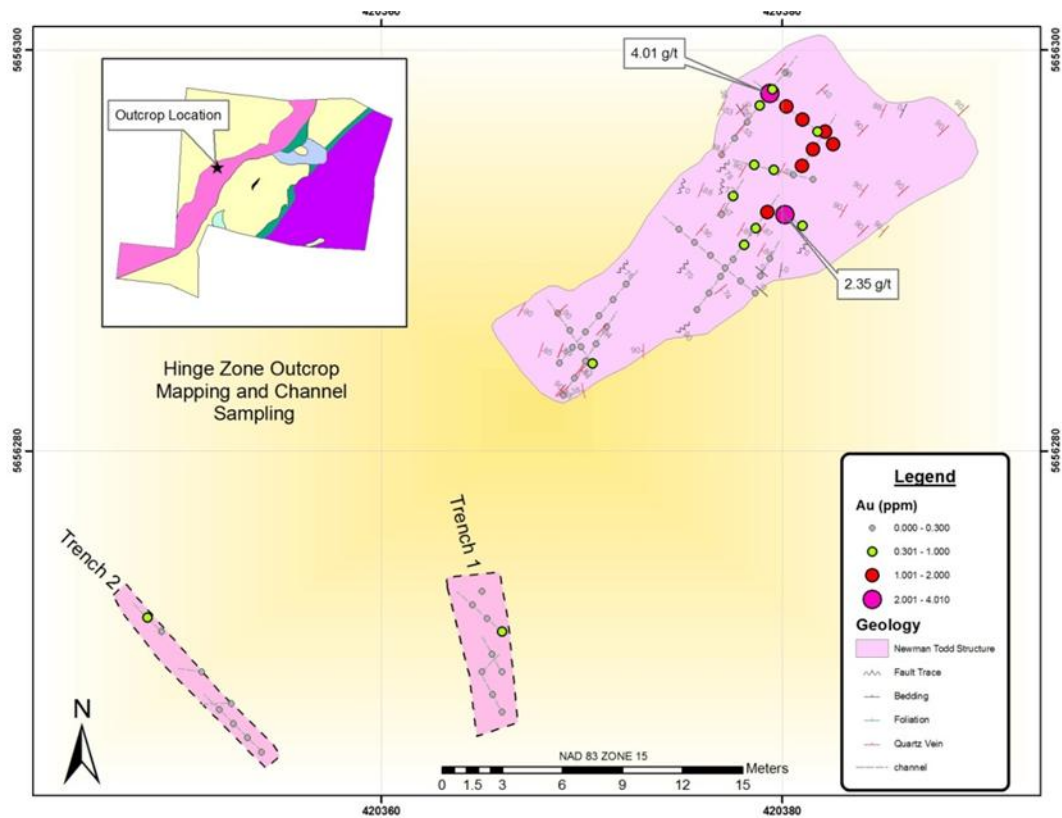 420360
420380
5656300
5656300
4.01 g/t
Outcrop Location
2.35 g/t
Hinge Zone Outcrop
Mapping and Channel
Sampling
5656280
5656280
Trench 2
Trench 1
Legend
Au (ppm)
0.000 - 0.300
0.301 - 1.000
1.001 - 2.000
2.001 - 4.010
Geology
Newman Todd Structure
Fault Trace
Bedding
Foliation
Quartz Vein
channel
N
NAD 83 ZONE 15
Meters
0 1.5 3 6 9 12 15
420360
420380